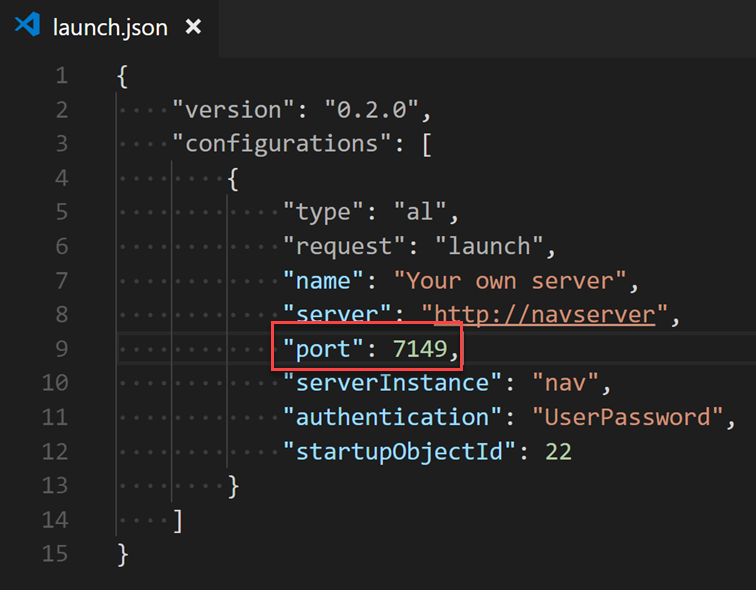 launch.json ×
1 {
2 "version": "0.2.0",
3 "configurations": [
4 {
5 "type": "al",
6 "request": "launch",
7 "name": "Your own server",
8 "server": "http://navserver",
9 "port": 7149,
10 "serverInstance": "nav",
11 "authentication": "UserPassword",
12 "startupObjectId": 22
13 }
14 ]
15 }